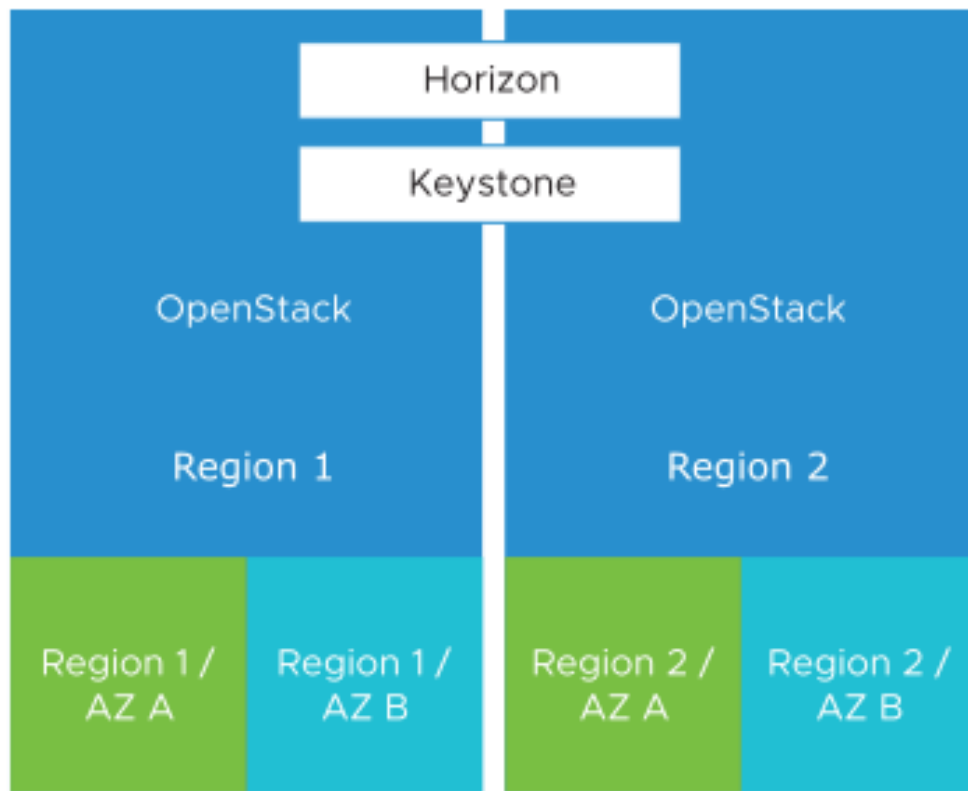 Horizon
Keystone
OpenStack
Region 1
OpenStack
Region 2
Region 1 /
AZ A
Region 1 /
AZ B
Region 2 /
AZ A
Region 2 /
AZ B